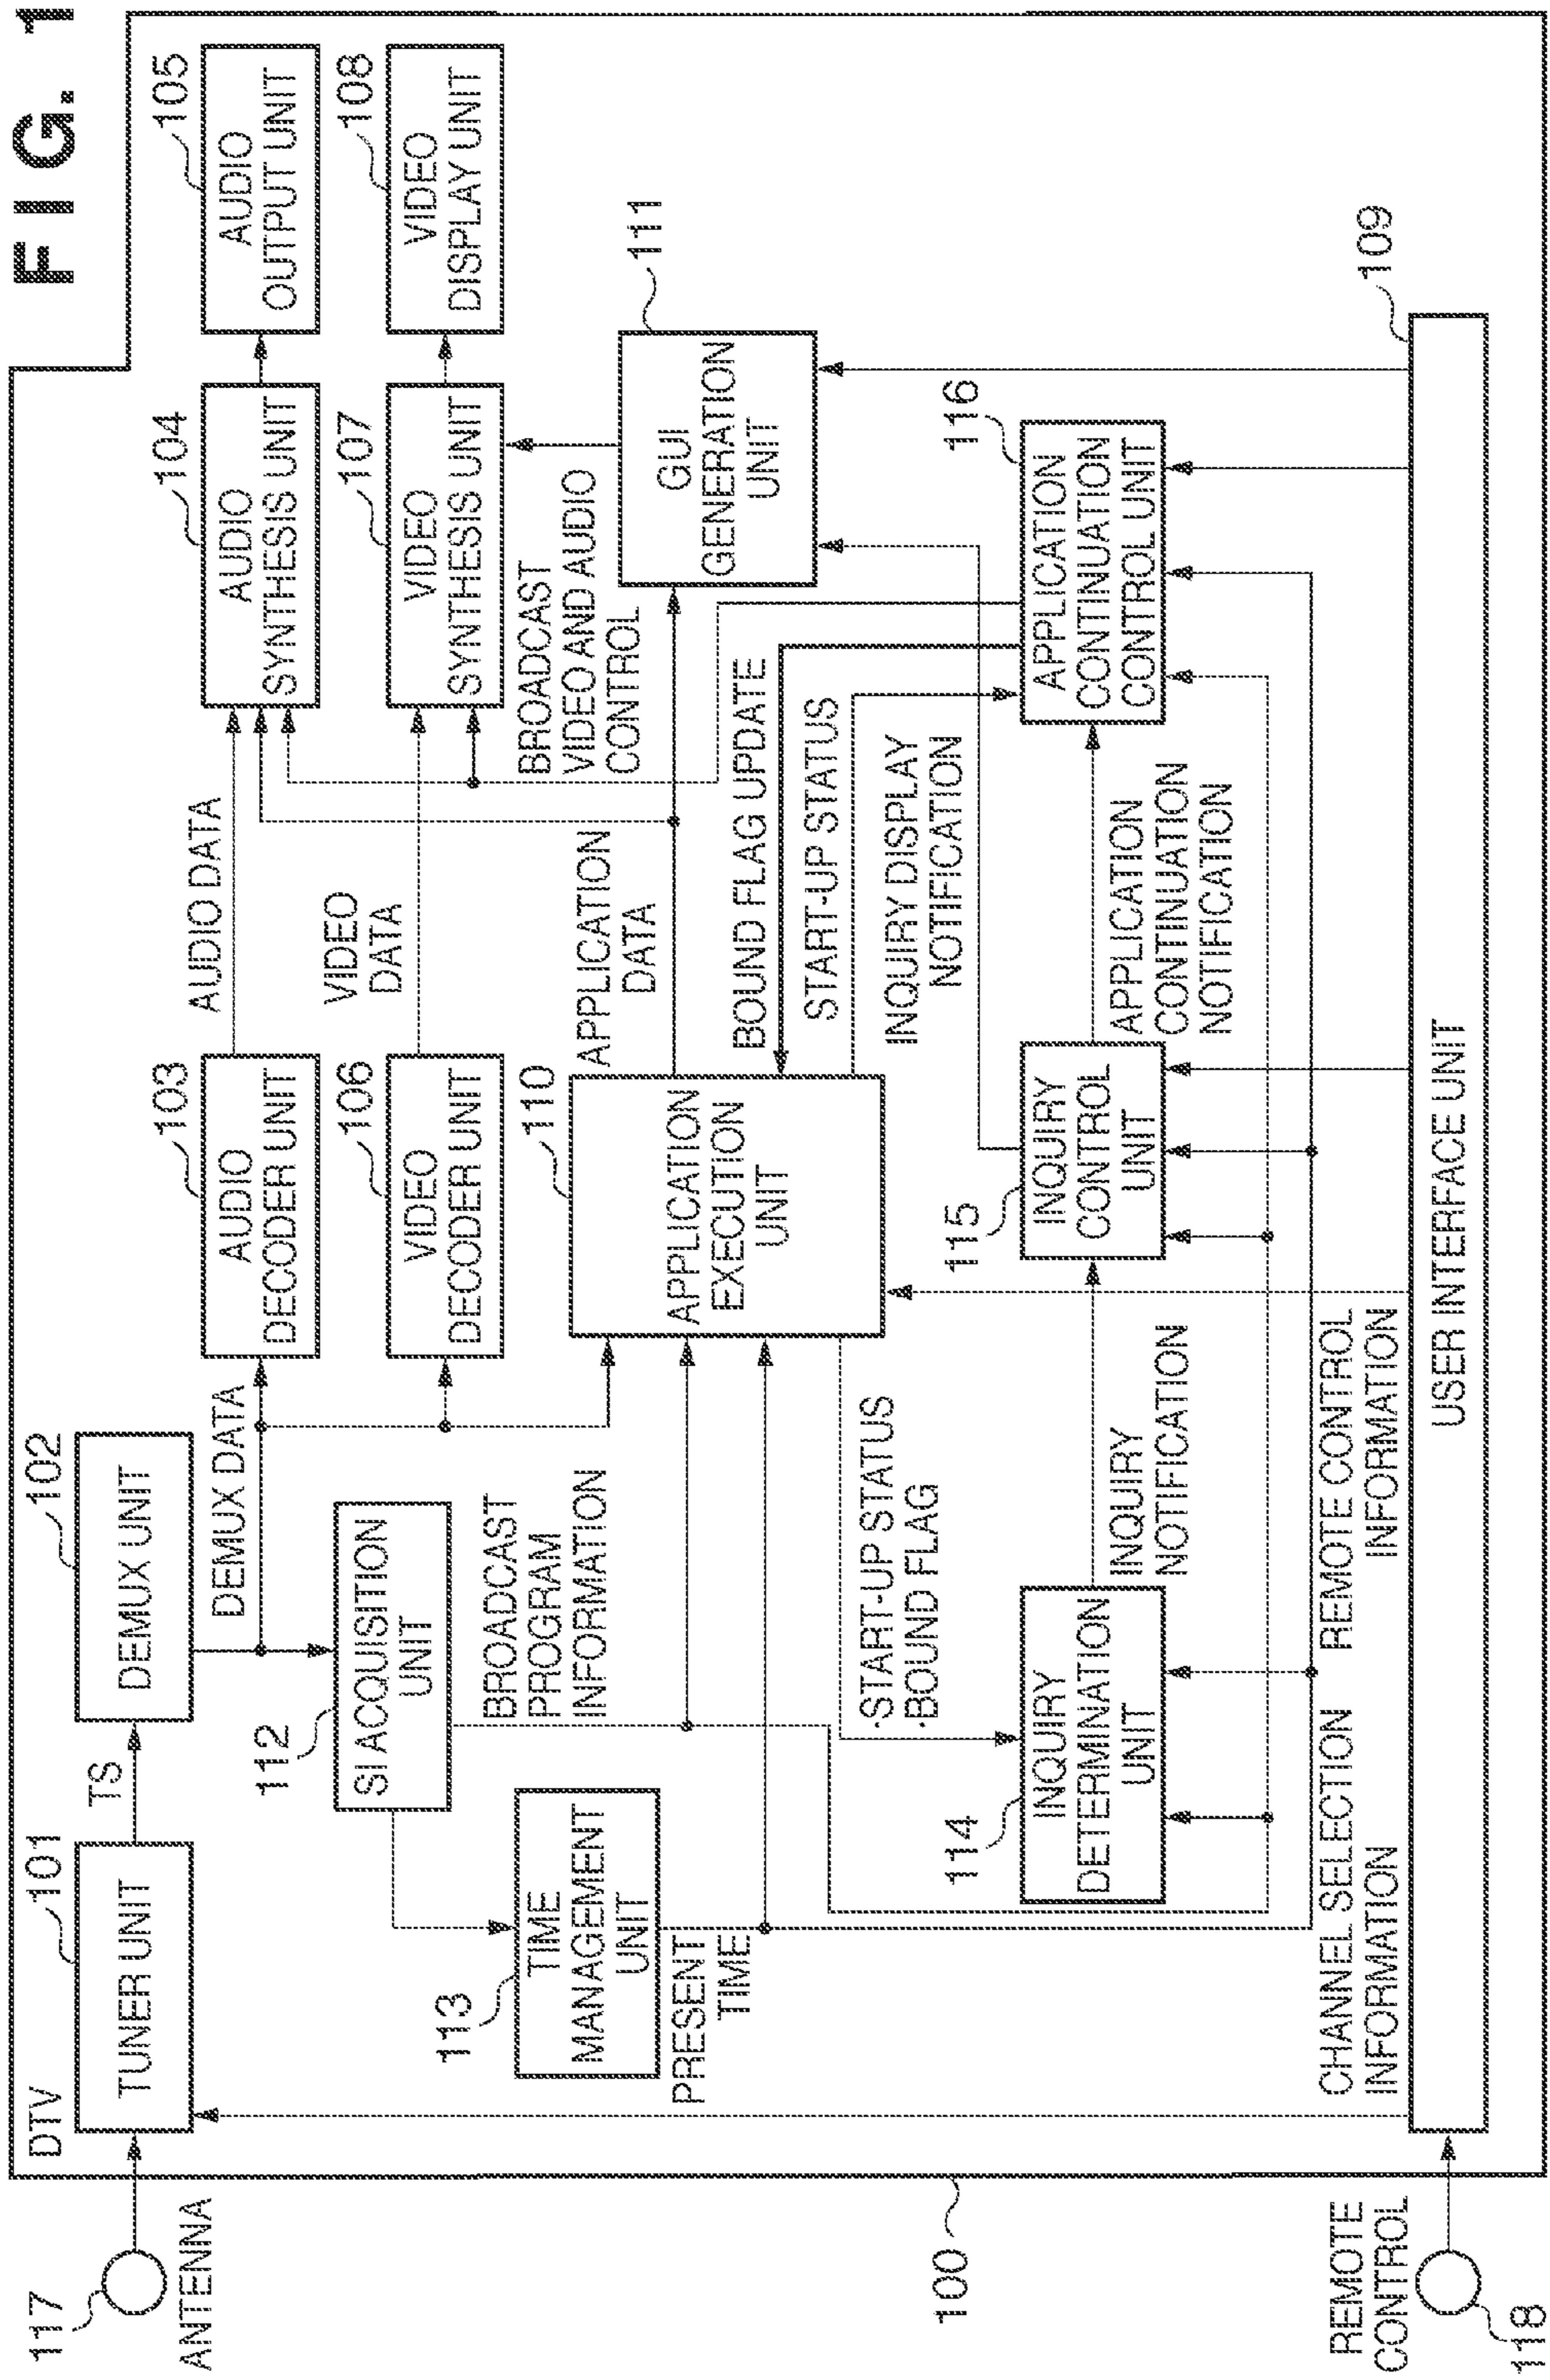 FIG. 1
DTV
117
ANTENNA
101
TUNER UNIT
TS
102
DEMUX UNIT
DEMUX DATA
103
AUDIO
DECODER UNIT
AUDIO DATA
104
AUDIO
SYNTHESIS UNIT
105
AUDIO
OUTPUT UNIT
106
VIDEO
DECODER UNIT
VIDEO
DATA
107
VIDEO
SYNTHESIS UNIT
108
VIDEO
DISPLAY UNIT
112
SI ACQUISITION
UNIT
BROADCAST
PROGRAM
INFORMATION
110
APPLICATION
EXECUTION
UNIT
APPLICATION
DATA
BROADCAST
VIDEO AND AUDIO
CONTROL
111
GUI
GENERATION
UNIT
113
TIME
MANAGEMENT
UNIT
PRESENT
TIME
BOUND FLAG UPDATE
START-UP STATUS
INQUIRY DISPLAY
NOTIFICATION
·START-UP STATUS
·BOUND FLAG
114
INQUIRY
DETERMINATION
UNIT
INQUIRY
NOTIFICATION
115
INQUIRY
CONTROL
UNIT
APPLICATION
CONTINUATION
NOTIFICATION
116
APPLICATION
CONTINUATION
CONTROL UNIT
CHANNEL SELECTION
INFORMATION
REMOTE CONTROL
INFORMATION
109
USER INTERFACE UNIT
100
REMOTE
CONTROL
118